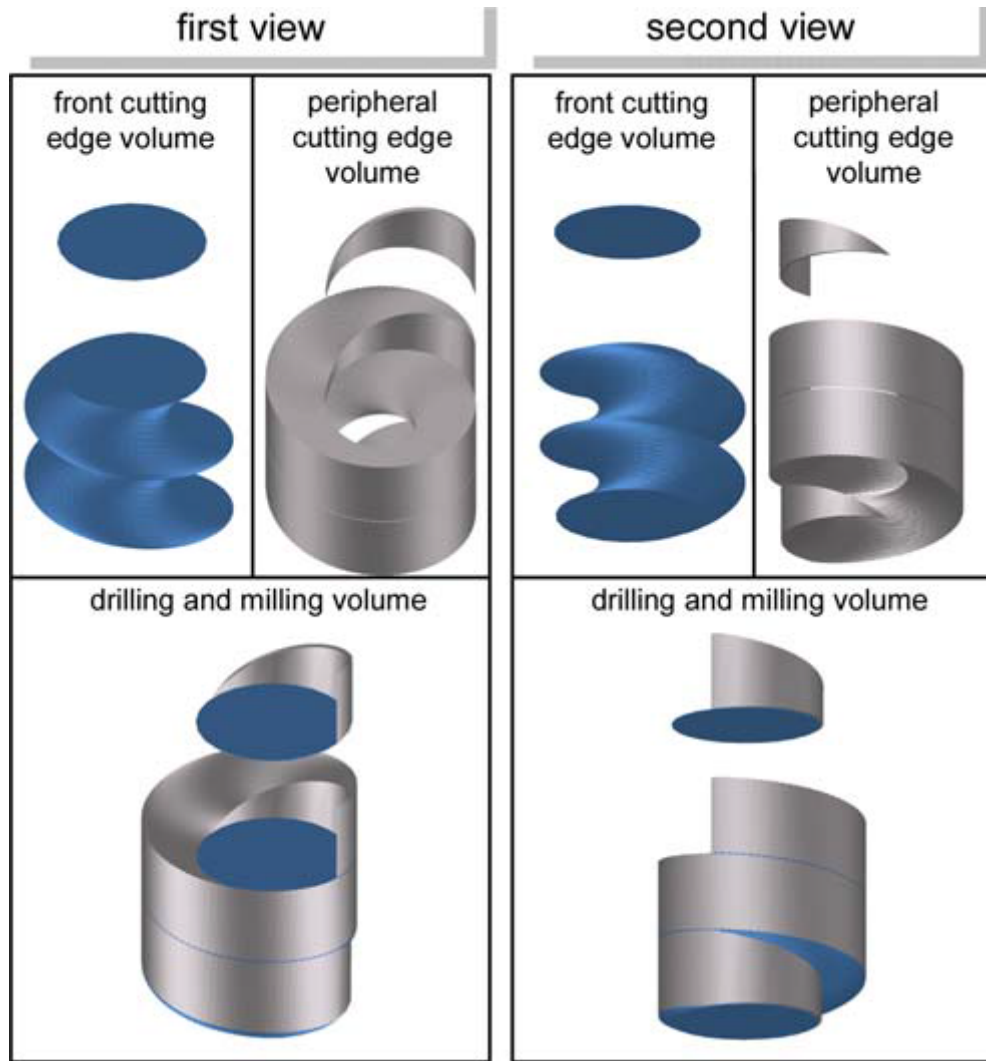 first view
second view
front cutting
edge volume
peripheral
cutting edge
volume
front cutting
edge volume
peripheral
cutting edge
volume
drilling and milling volume
drilling and milling volume